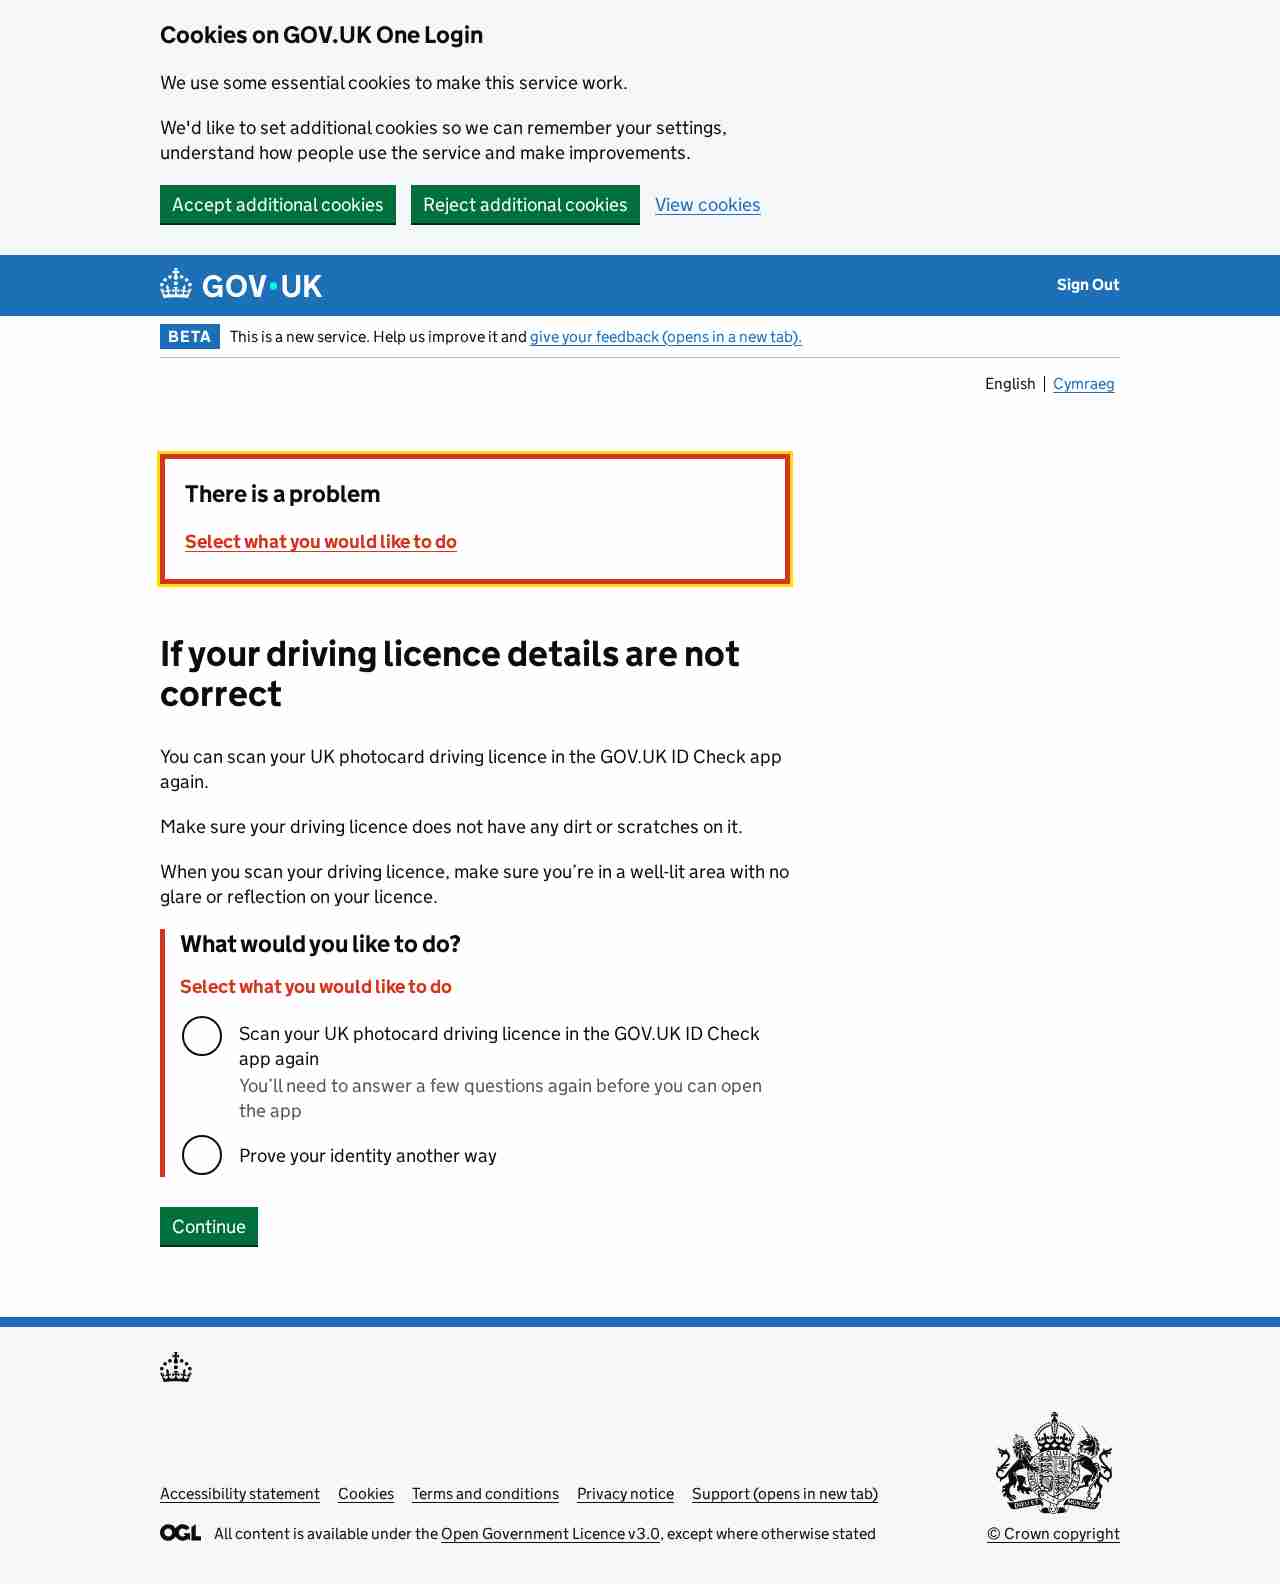 Cookies on GOV.UK One Login
We use some essential cookies to make this service work.
We'd like to set additional cookies so we can remember your settings,
understand how people use the service and make improvements.
Accept additional cookies
Reject additional cookies
View cookies
GOV.UK
Sign Out
BETA
This is a new service. Help us improve it and give your feedback (opens in a new tab).
English
Cymraeg
There is a problem
Select what you would like to do
If your driving licence details are not
correct
You can scan your UK photocard driving licence in the GOV.UK ID Check app
again.
Make sure your driving licence does not have any dirt or scratches on it.
When you scan your driving licence, make sure you’re in a well-lit area with no
glare or reflection on your licence.
What would you like to do?
Select what you would like to do
Scan your UK photocard driving licence in the GOV.UK ID Check
app again
You’ll need to answer a few questions again before you can open
the app
Prove your identity another way
Continue
Accessibility statement
Cookies
Terms and conditions
Privacy notice
Support (opens in new tab)
OGL
All content is available under the Open Government Licence v3.0, except where otherwise stated
© Crown copyright